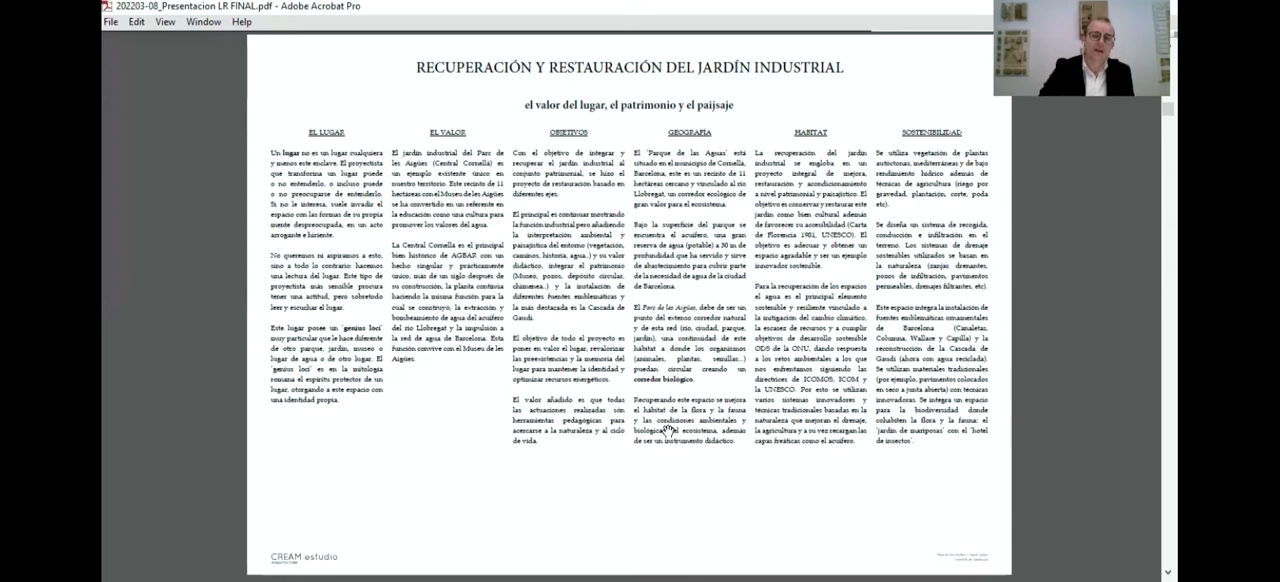 202203-08_Presentacion LR FINAL.pdf - Adobe Acrobat Pro
File Edit View Window Help
RECUPERACIÓN Y RESTAURACIÓN DEL JARDÍN INDUSTRIAL
el valor del lugar, el patrimonio y el paijsaje
EL LUGAR
Un lugar no es un lugar cualquiera
y menos este enclave. El proyectista
que transforma un lugar puede
o no entenderlo, o incluso puede
o no preocuparse de entenderlo.
Si no le interesa, suele invadir el
espacio con las formas de su propia
mente despreocupada, en un acto
arrogante e hiriente.
No queremos ni aspiramos a esto,
sino a todo lo contrario: hacemos
una lectura del lugar. Este tipo de
proyectista más sensible procura
tener una actitud, pero sobretodo
leer y escuchar el lugar.
Este lugar posee un 'genius loci'
muy particular que le hace diferente
de otro parque, jardín, museo o
lugar de agua o de otro lugar. El
'genius loci' es en la mitología
romana el espíritu protector de un
lugar, otorgando a este espacio con
una identidad propia.
EL VALOR
El jardín industrial del Parc de
les Aigües (Central Cornellà) es
un ejemplo existente único en
nuestro territorio. Este recinto de 11
hectáreas con el Museu de les Aigües
se ha convertido en un referente en
la educación como una cultura para
promover los valores del agua.
La Central Cornellà es el principal
bien histórico de AGBAR con un
hecho singular y prácticamente
único, más de un siglo después de
su construcción, la planta continúa
haciendo la misma función para la
cual se construyó, la extracción y
bombeamiento de agua del acuífero
del río Llobregat y la impulsión a
la red de agua de Barcelona. Esta
función convive con el Museu de les
Aigües.
OBJETIVOS
Con el objetivo de integrar y
recuperar el jardín industrial al
conjunto patrimonial, se hizo el
proyecto de restauración basado en
diferentes ejes.
El principal es continuar mostrando
la función industrial pero añadiendo
la interpretación ambiental y
paisajística del entorno (vegetación,
caminos, historia, agua..) y su valor
didáctico, integrar el patrimonio
(Museo, pozos, depósito circular,
chimenea..) y la instalación de
diferentes fuentes emblemáticas y
la más destacada es la Cascada de
Gaudí.
El objetivo de todo el proyecto es
poner en valor el lugar, revalorizar
las preexistencias y la memoria del
lugar para mantener la identidad y
optimizar recursos energéticos.
El valor añadido es que todas
las actuaciones realizadas son
herramientas pedagógicas para
acercarse a la naturaleza y al ciclo
de vida.
GEOGRAFÍA
El 'Parque de las Aguas' está
situado en el municipio de Cornellá,
Barcelona, este es un recinto de 11
hectáreas cercano y vinculado al río
Llobregat, un corredor ecológico de
gran valor para el ecosistema.
Bajo la superficie del parque se
encuentra el acuífero, una gran
reserva de agua (potable) a 30 m de
profundidad que ha servido y sirve
de abastecimiento para cubrir parte
de la necesidad de agua de la ciudad
de Barcelona.
El Parc de les Aigües, debe de ser un
punto del extenso corredor natural
y de esta red (río, ciudad, parque,
jardín), una continuidad de este
hábitat a donde los organismos
(animales, plantas, semillas...)
puedan circular creando un
corredor biológico.
Recuperando este espacio se mejora
el hábitat de la flora y la fauna
y las condiciones ambientales y
el ecosistema, además
de ser un instrumento didáctico.
HABITAT
La recuperación del jardín
industrial se engloba en un
proyecto integral de mejora,
restauración y acondicionamiento
a nivel patrimonial y paisajístico. El
objetivo es conservar y restaurar este
jardín como bien cultural además
de favorecer su accesibilidad (Carta
de Florencia 1981, UNESCO). El
objetivo es adecuar y obtener un
espacio agradable y ser un ejemplo
innovador sostenible.
Para la recuperación de los espacios
el agua es el principal elemento
sostenible y resiliente vinculado a
la mitigación del cambio climático,
la escasez de recursos y a cumplir
objetivos de desarrollo sostenible
ODS de la ONU, dando respuesta
a los retos ambientales a los que
nos enfrentamos siguiendo las
directrices de ICOMOS, ICOM y
la UNESCO. Por esto se utilizan
varios sistemas innovadores y
técnicas tradicionales basadas en la
naturaleza que mejoran el drenaje,
la agricultura y a su vez recargan las
capas freáticas como el acuífero.
SOSTENIBILIDAD
Se utiliza vegetación de plantas
autóctonas, mediterráneas y de bajo
rendimiento hídrico además de
técnicas de agricultura (riego por
gravedad, plantación, corte, poda
etc).
Se diseña un sistema de recogida,
conducción e infiltración en el
terreno. Los sistemas de drenaje
sostenibles utilizados se basan en
la naturaleza (zanjas drenantes,
pozos de infiltración, pavimentos
permeables, drenajes filtrantes, etc).
Este espacio integra la instalación de
fuentes emblemáticas ornamentales
de Barcelona (Canaletas,
Columna, Wallace y Capilla) y la
reconstrucción de la Cascada de
Gaudí (ahora con agua reciclada).
Se utilizan materiales tradicionales
(por ejemplo, pavimentos colocados
en seco a junta abierta) con técnicas
innovadoras. Se integra un espacio
para la biodiversidad donde
cohabiten la flora y la fauna: el
'jardín de mariposas' con el 'hotel
de insectos'.
CREAM estudio
ARQUITECTURA